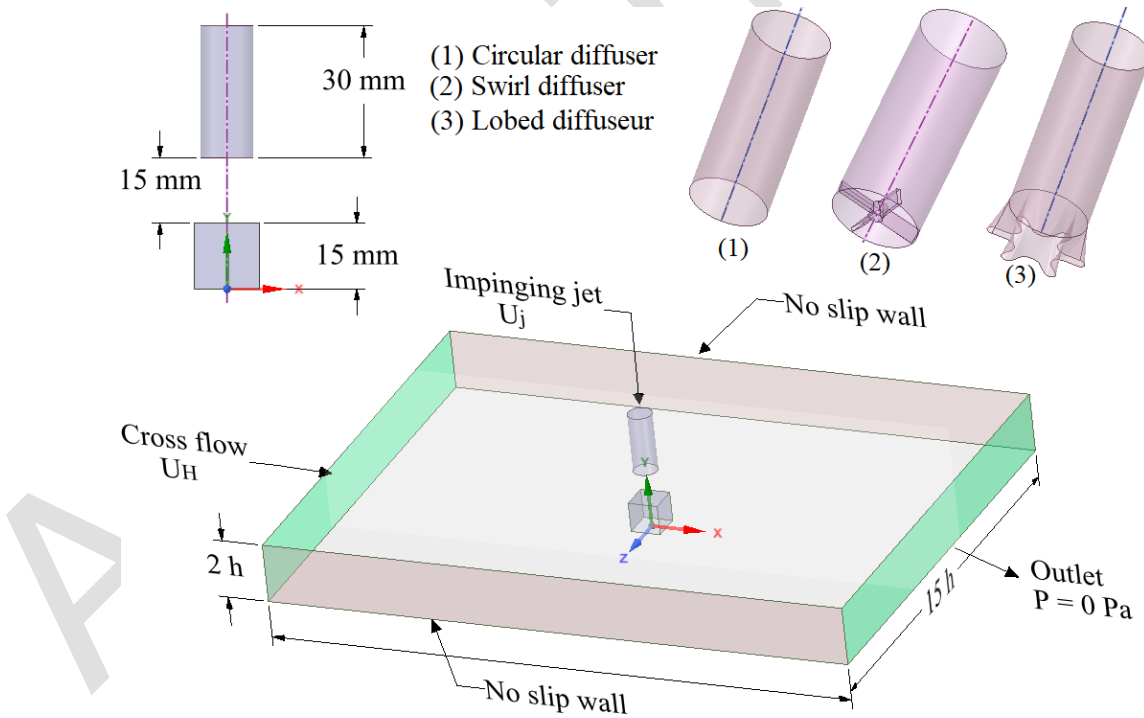 30 mm
15 mm
Y
15 mm
X
(1) Circular diffuser
(2) Swirl diffuser
(3) Lobed diffuseur
(1)
(2)
(3)
Impinging jet
Uj
No slip wall
Cross flow
UH
Y
X
Z
2 h
15 h
Outlet
P = 0 Pa
No slip wall
A